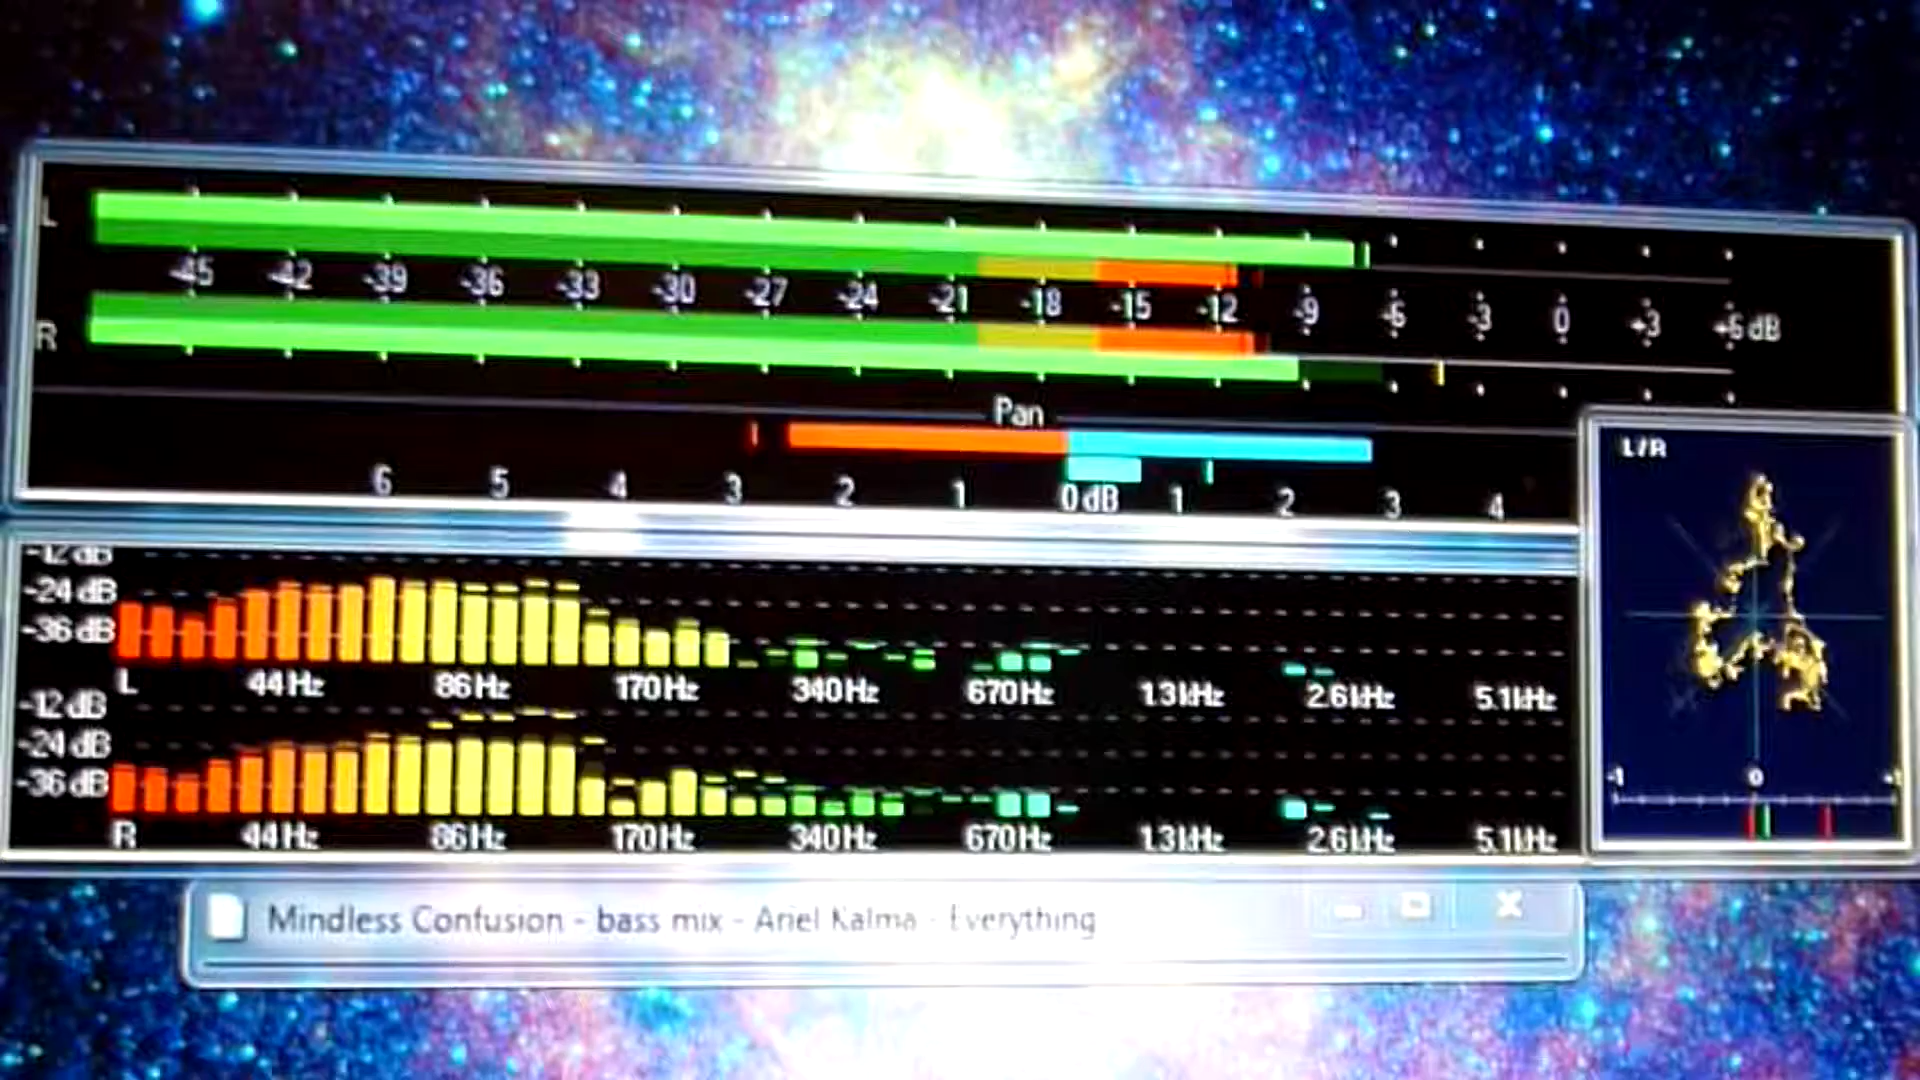 L
-45 -42 -39 -36 -33 -30 -27 -24 -21 -18 -15 -12 -9 -6 -3 0 +3 +6 dB
R
Pan
6 5 4 3 2 1 0 dB 1 2 3 4
L/R
-1 0 -1
-12 dB
-24 dB
-36 dB
L 44 Hz 86 Hz 170 Hz 340 Hz 670 Hz 1.3 kHz 2.6 kHz 5.1 kHz
-12 dB
-24 dB
-36 dB
R 44 Hz 86 Hz 170 Hz 340 Hz 670 Hz 1.3 kHz 2.6 kHz 5.1 kHz
Mindless Confusion - bass mix - Ariel Kalma - Everything